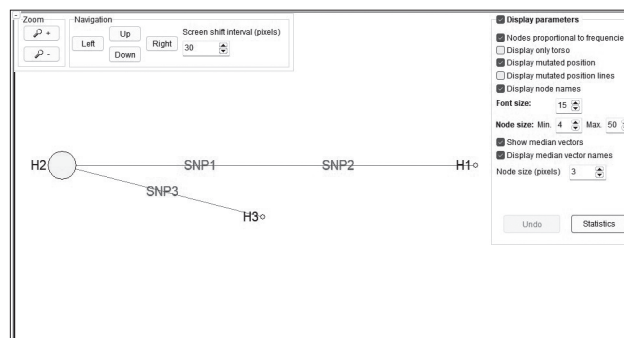 Zoom
+
-
Navigation
Left
Up
Down
Right
Screen shift interval (pixels)
30
H2
SNP1
SNP2
H1
SNP3
H3
Display parameters
Nodes proportional to frequencie
Display only torso
Display mutated position
Display mutated position lines
Display node names
Font size: 15
Node size: Min. 4 Max. 50
Show median vectors
Display median vector names
Node size (pixels) 3
Undo
Statistics